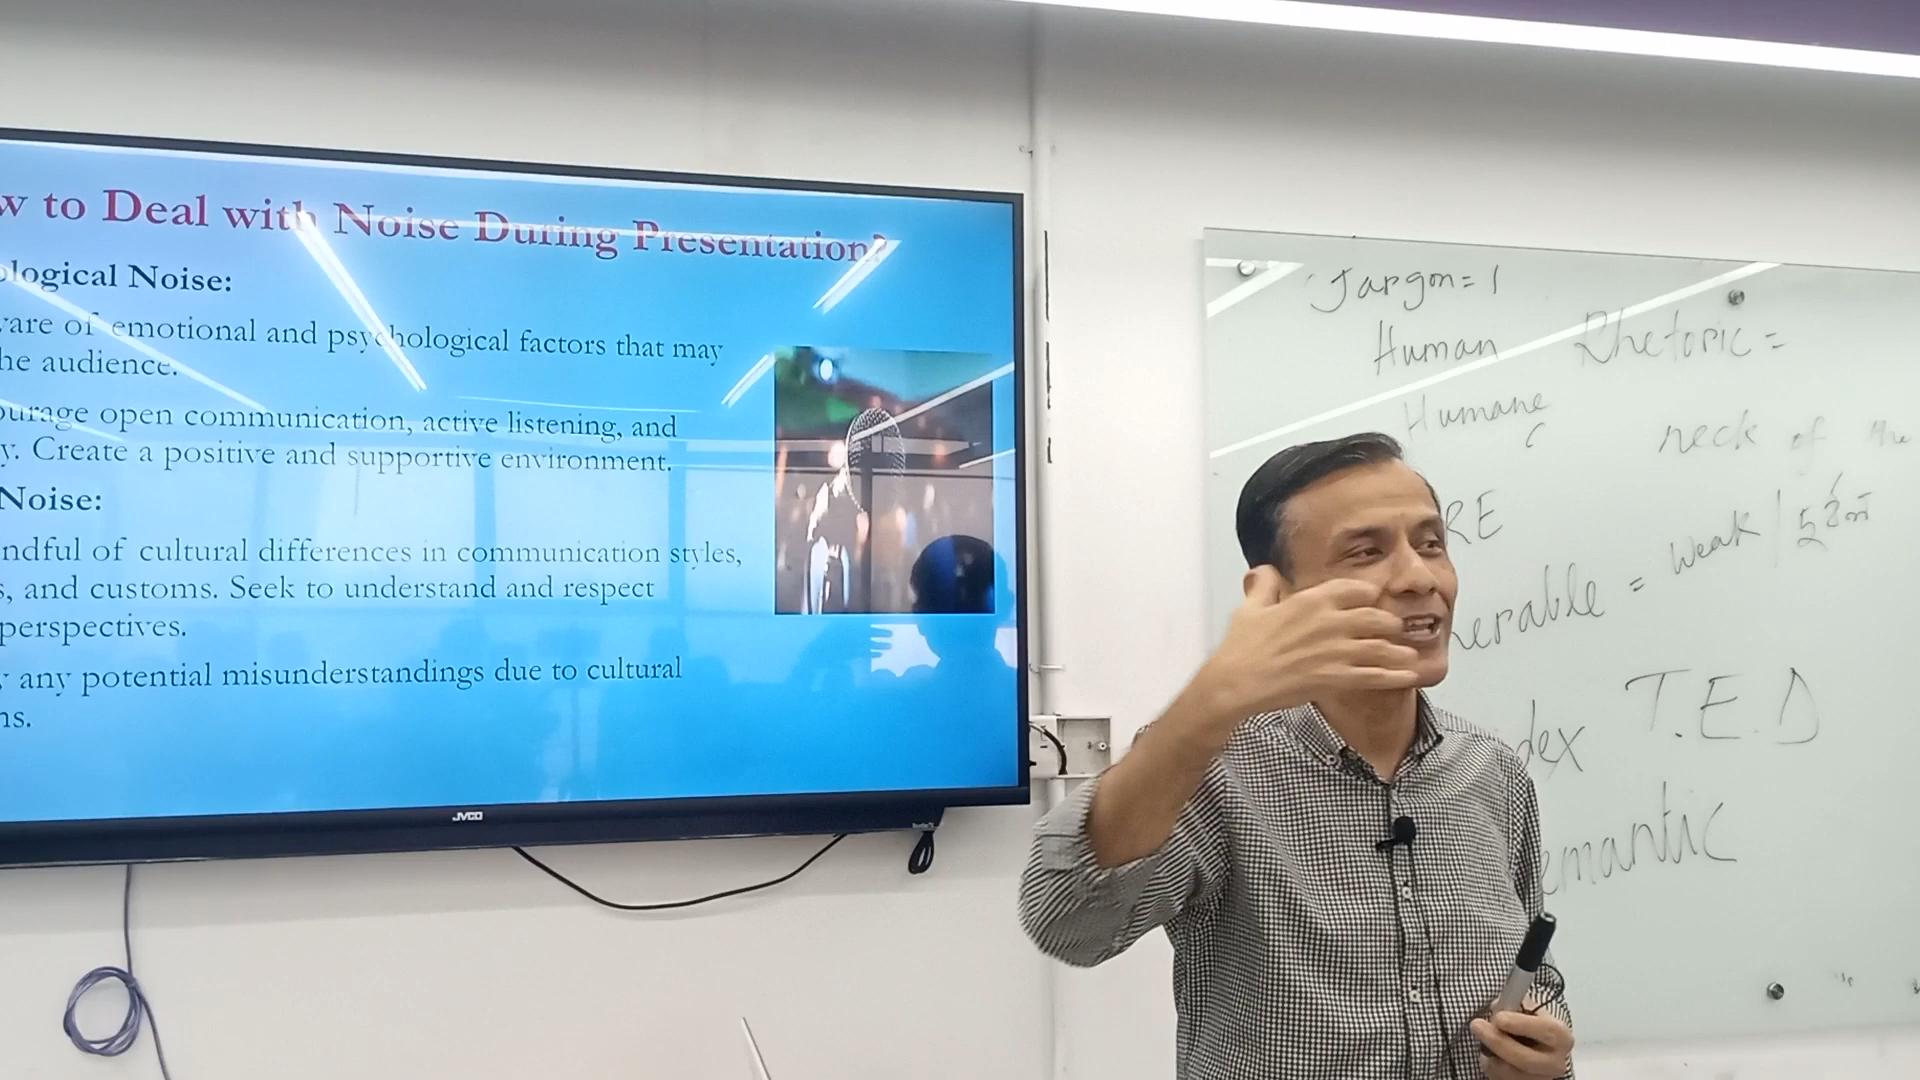 w to Deal with Noise During Presentation?
ological Noise:
are of emotional and psychological factors that may
he audience.
ourage open communication, active listening, and
y. Create a positive and supportive environment.
Noise:
ndful of cultural differences in communication styles,
s, and customs. Seek to understand and respect
perspectives.
any potential misunderstandings due to cultural
ns.
JVCO
Jargon = 1
Human
Rhetoric =
Humane
neck of the
RE
nerable = weak /
dex
T.E.D
emantic